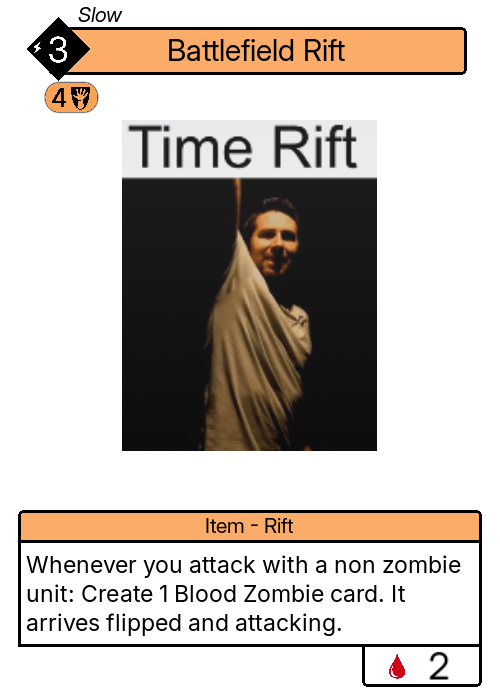 Slow
3
Battlefield Rift
4
Time Rift
Item - Rift
Whenever you attack with a non zombie
unit: Create 1 Blood Zombie card. It
arrives flipped and attacking.
2